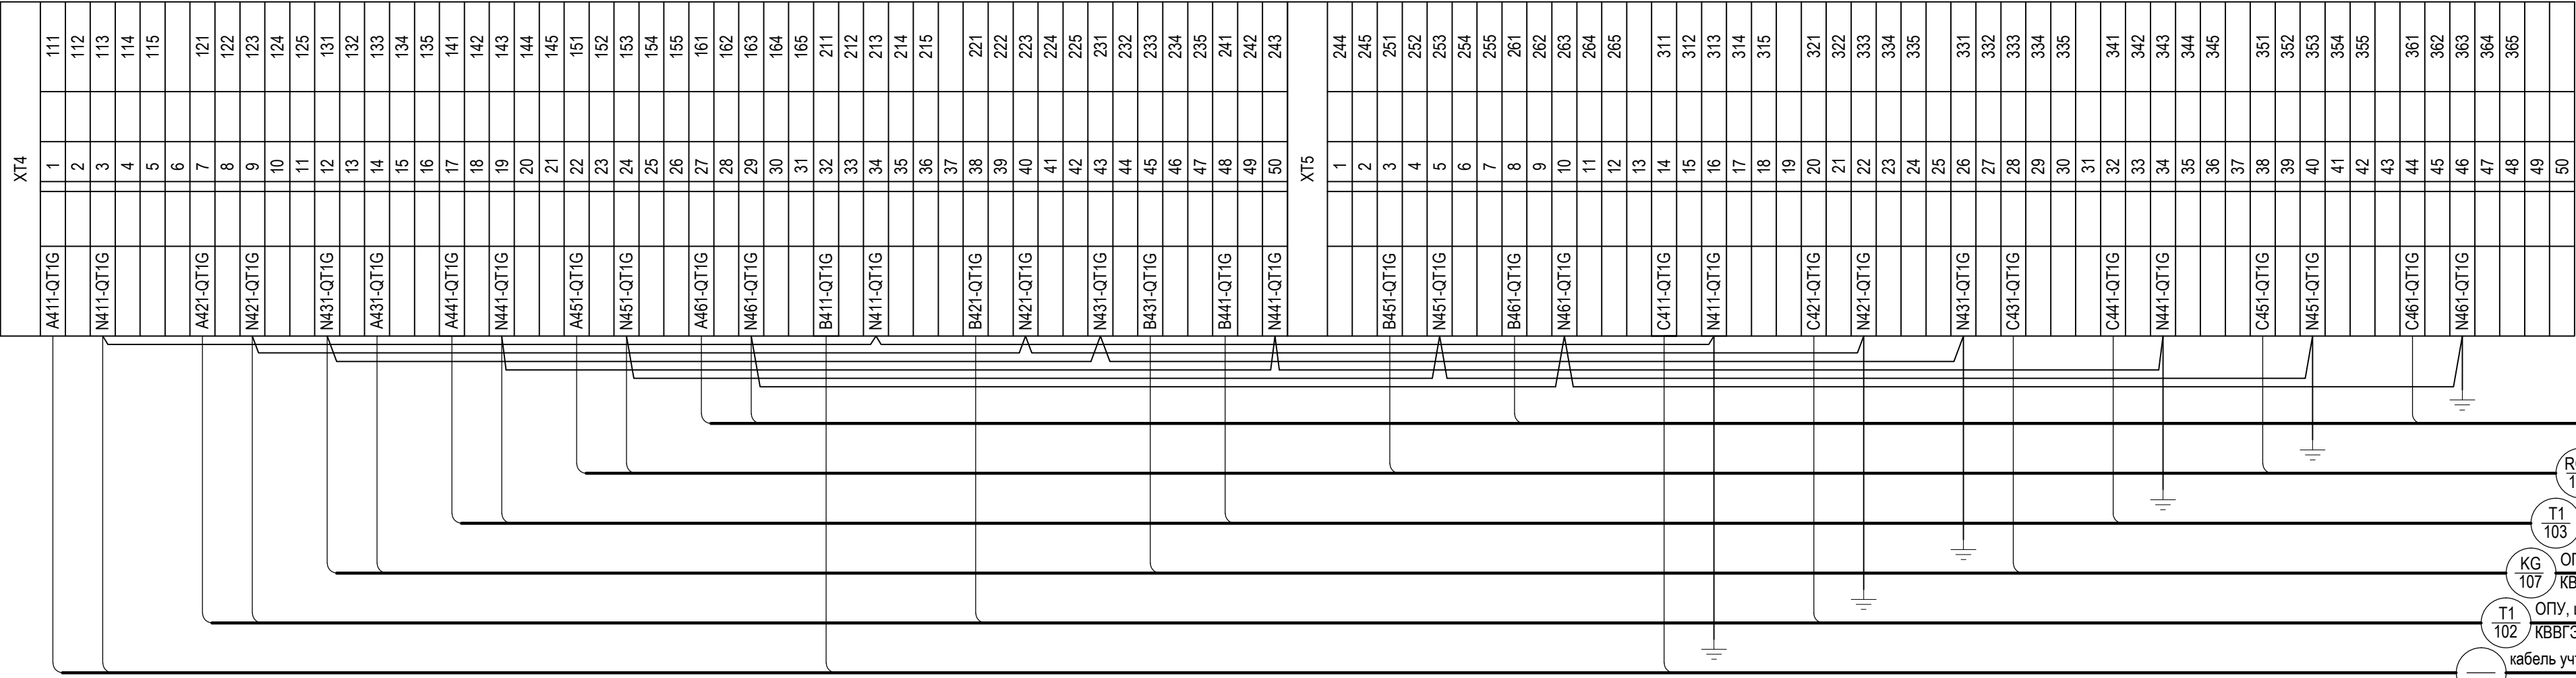 XT4
111 112 113 114 115 121 122 123 124 125 131 132 133 134 135 141 142 143 144 145 151 152 153 154 155 161 162 163 164 165 211 212 213 214 215 221 222 223 224 225 231 232 233 234 235 241 242 243
1 2 3 4 5 6 7 8 9 10 11 12 13 14 15 16 17 18 19 20 21 22 23 24 25 26 27 28 29 30 31 32 33 34 35 36 37 38 39 40 41 42 43 44 45 46 47 48 49 50
A411-QT1G N411-QT1G A421-QT1G N421-QT1G N431-QT1G A431-QT1G A441-QT1G N441-QT1G A451-QT1G N451-QT1G A461-QT1G N461-QT1G B411-QT1G N411-QT1G B421-QT1G N421-QT1G N431-QT1G B431-QT1G B441-QT1G N441-QT1G
XT5
244 245 251 252 253 254 255 261 262 263 264 265 311 312 313 314 315 321 322 333 334 335 331 332 333 334 335 341 342 343 344 345 351 352 353 354 355 361 362 363 364 365
1 2 3 4 5 6 7 8 9 10 11 12 13 14 15 16 17 18 19 20 21 22 23 24 25 26 27 28 29 30 31 32 33 34 35 36 37 38 39 40 41 42 43 44 45 46 47 48 49 50
B451-QT1G N451-QT1G B461-QT1G N461-QT1G C411-QT1G N411-QT1G C421-QT1G N421-QT1G N431-QT1G C431-QT1G C441-QT1G N441-QT1G C451-QT1G N451-QT1G C461-QT1G N461-QT1G
T1
103
KG
107
T1
102
ОПУ,
КВВГЭ
кабель